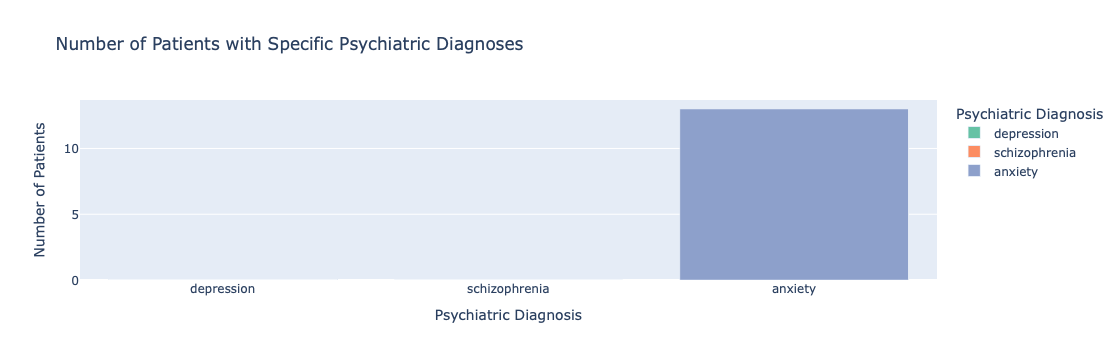 Number of Patients with Specific Psychiatric Diagnoses
Number of Patients
10
5
0
depression
schizophrenia
anxiety
Psychiatric Diagnosis
Psychiatric Diagnosis
depression
schizophrenia
anxiety